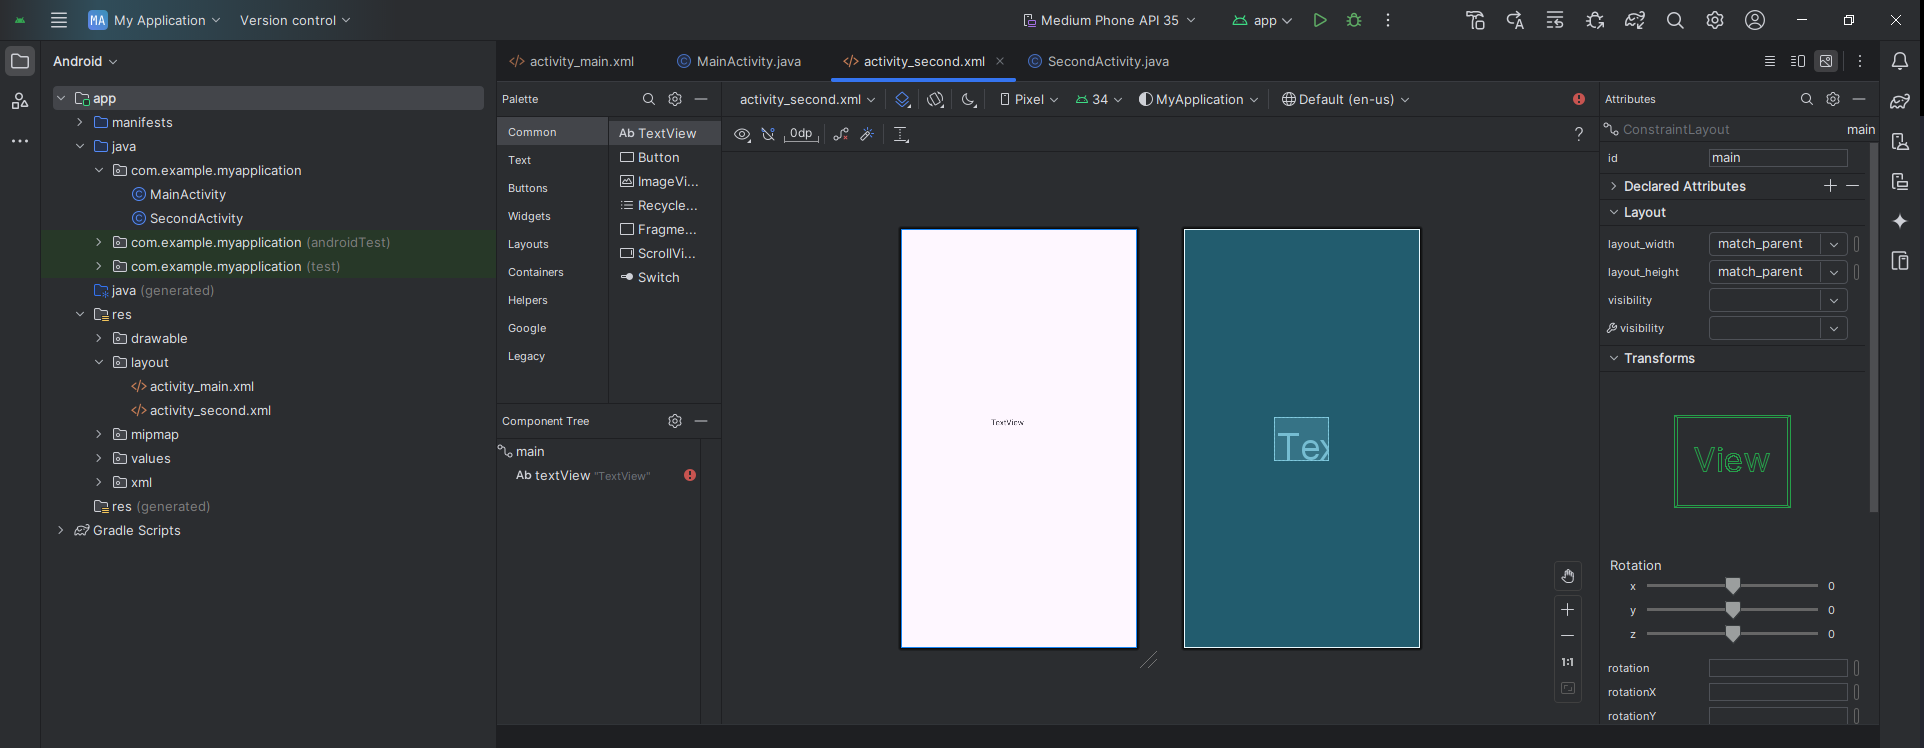 MA My Application Version control Medium Phone API 35 app
Android
app
manifests
java
com.example.myapplication
MainActivity
SecondActivity
com.example.myapplication (androidTest)
com.example.myapplication (test)
java (generated)
res
drawable
layout
activity_main.xml
activity_second.xml
mipmap
values
xml
res (generated)
Gradle Scripts
activity_main.xml MainActivity.java activity_second.xml SecondActivity.java
Palette
Common
Text
Buttons
Widgets
Layouts
Containers
Helpers
Google
Legacy
Ab TextView
Button
ImageVi...
Recycle...
Fragme...
ScrollVi...
Switch
Component Tree
main
Ab textView "TextView"
activity_second.xml Pixel 34 MyApplication Default (en-us)
0dp ?
TextView
Tex
1:1
Attributes
ConstraintLayout main
id main
Declared Attributes
Layout
layout_width match_parent
layout_height match_parent
visibility
visibility
Transforms
View
Rotation
x 0
y 0
z 0
rotation
rotationX
rotationY